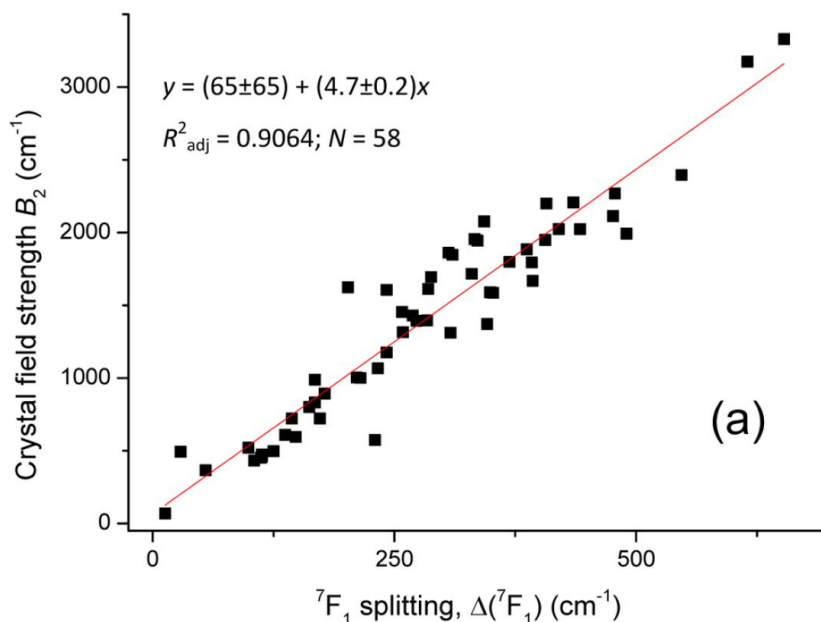 3000
2000
1000
0
0
250
500
Crystal field strength B₂ (cm⁻¹)
y = (65±65) + (4.7±0.2)x
R²adj = 0.9064; N = 58
(a)
⁷F₁ splitting, Δ(⁷F₁) (cm⁻¹)